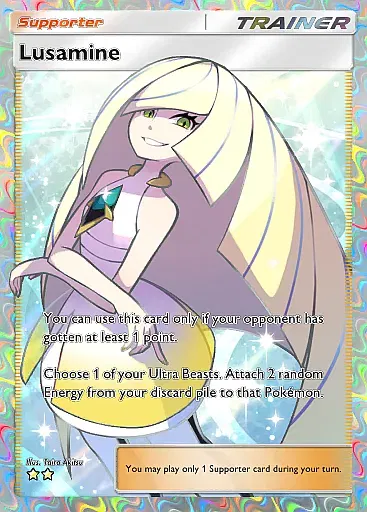 Supporter
TRAINER
Lusamine
You can use this card only if your opponent has
gotten at least 1 point.
Choose 1 of your Ultra Beasts. Attach 2 random
Energy from your discard pile to that Pokémon.
Illus. Taira Akitsu
You may play only 1 Supporter card during your turn.